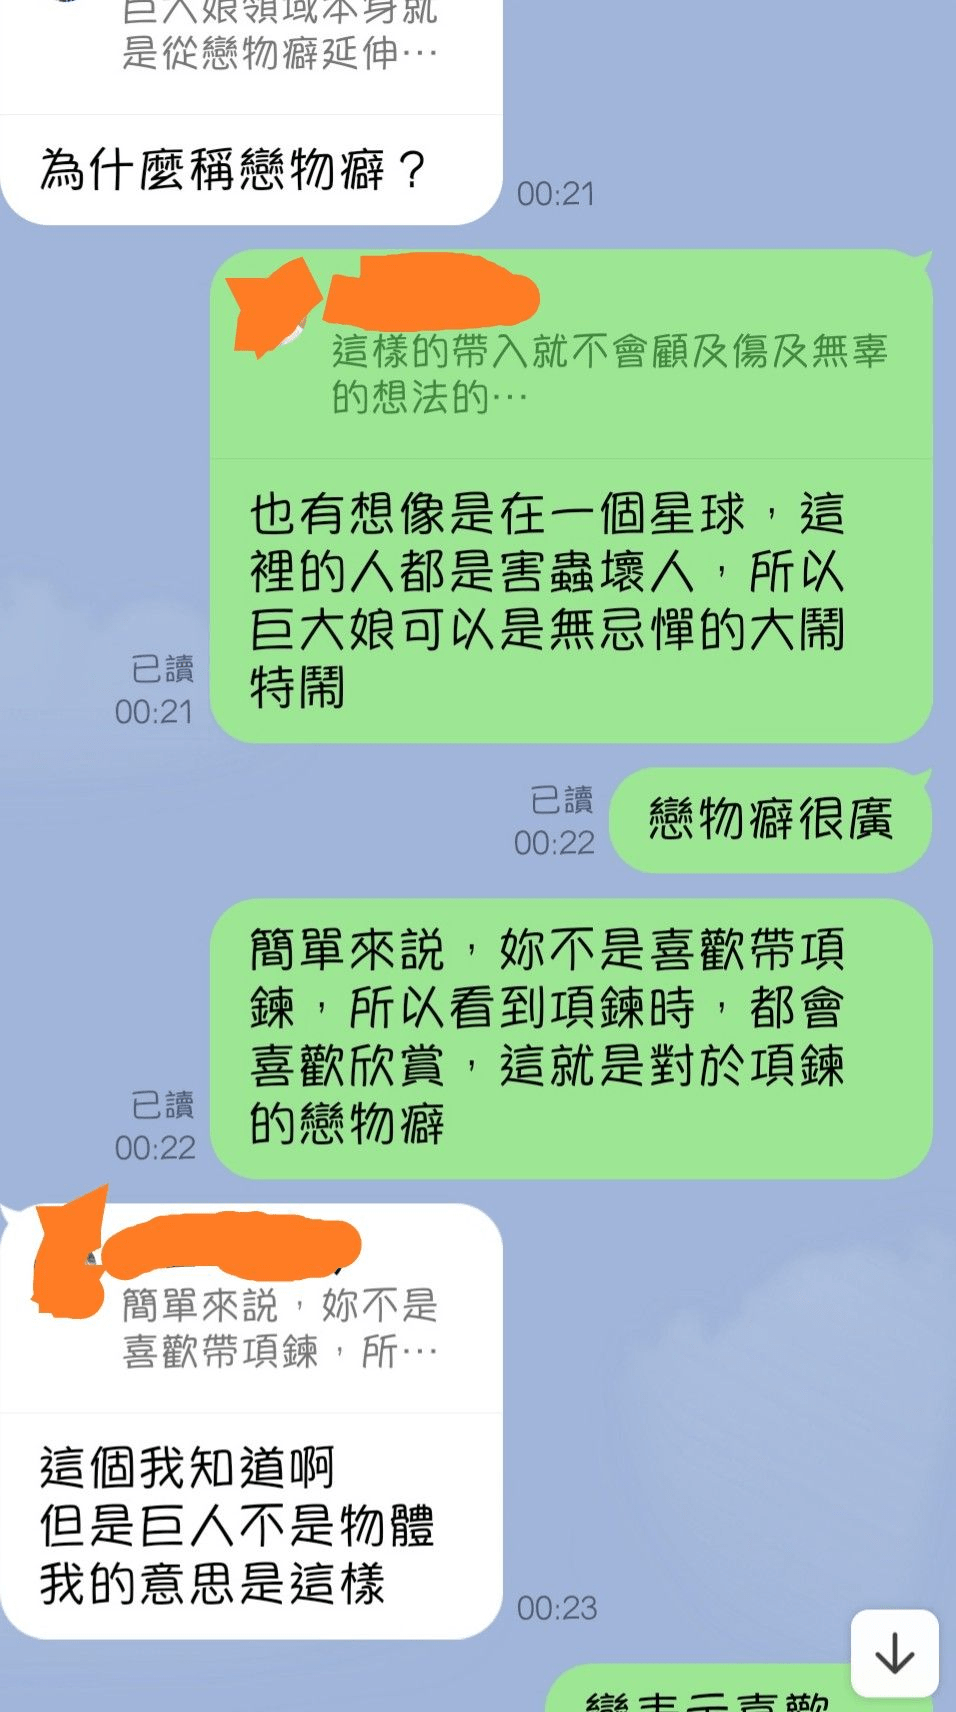 巨大娘領域本身就
是從戀物癖延伸…
為什麼稱戀物癖？
00:21
這樣的帶入就不會顧及傷及無辜
的想法的…
也有想像是在一個星球，這
裡的人都是害蟲壞人，所以
巨大娘可以是無忌憚的大鬧
特鬧
已讀
00:21
已讀
00:22
戀物癖很廣
簡單來說，妳不是喜歡帶項
鍊，所以看到項鍊時，都會
喜歡欣賞，這就是對於項鍊
的戀物癖
已讀
00:22
簡單來說，妳不是
喜歡帶項鍊，所…
這個我知道啊
但是巨人不是物體
我的意思是這樣
00:23
戀表示喜歡